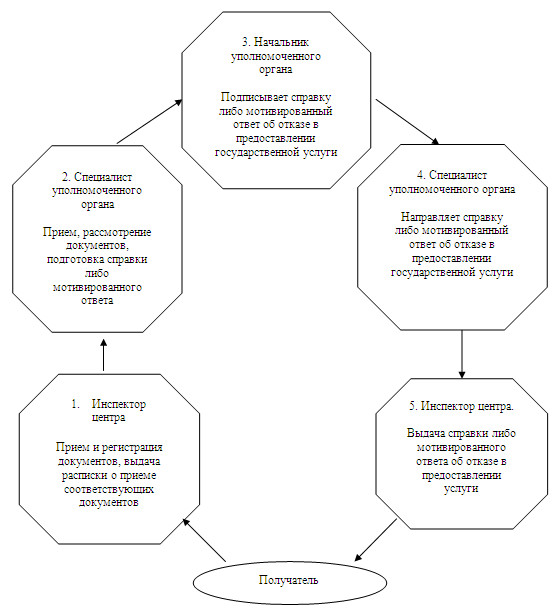 3. Начальник
уполномоченного
органа
Подписывает справку
либо мотивированный
ответ об отказе в
предоставлении
государственной услуги
2. Специалист
уполномоченного
органа
Прием, рассмотрение
документов,
подготовка справки
либо
мотивированного
ответа
4. Специалист
уполномоченного органа
Направляет справку
либо мотивированный
ответ об отказе в
предоставлении
государственной услуги
1. Инспектор
центра
Прием и регистрация
документов, выдача
расписки о приеме
соответствующих
документов
5. Инспектор центра.
Выдача справки либо
мотивированного
ответа об отказе в
предоставлении
услуги
Получатель